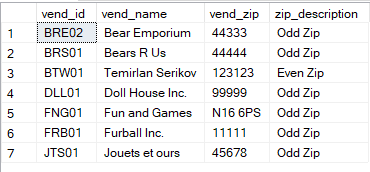 vend_id vend_name vend_zip zip_description
1 BRE02 Bear Emporium 44333 Odd Zip
2 BRS01 Bears R Us 44444 Odd Zip
3 BTW01 Temirlan Serikov 123123 Even Zip
4 DLL01 Doll House Inc. 99999 Odd Zip
5 FNG01 Fun and Games N16 6PS Odd Zip
6 FRB01 Furball Inc. 11111 Odd Zip
7 JTS01 Jouets et ours 45678 Odd Zip